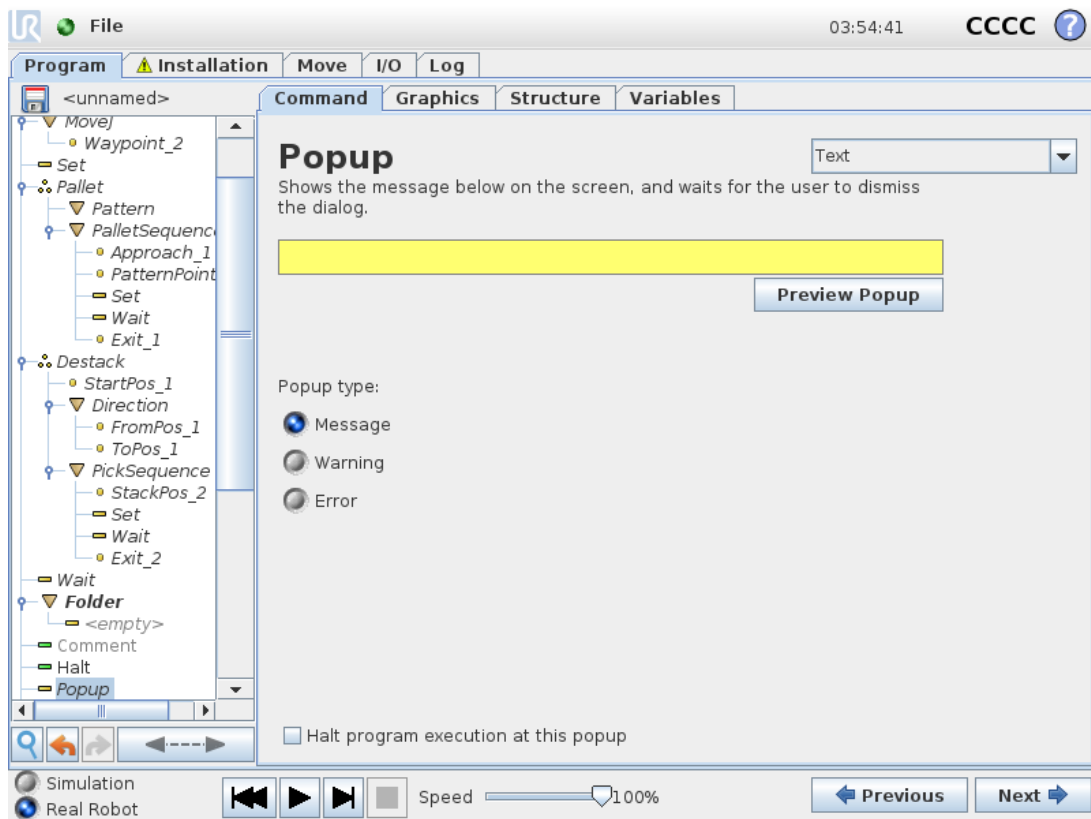 UR File 03:54:41 CCCC ?
Program Installation Move I/O Log
<unnamed>
Command Graphics Structure Variables
MoveJ
Waypoint_2
Set
Pallet
Pattern
PalletSequenc
Approach_1
PatternPoint
Set
Wait
Exit_1
Destack
StartPos_1
Direction
FromPos_1
ToPos_1
PickSequence
StackPos_2
Set
Wait
Exit_2
Wait
Folder
<empty>
Comment
Halt
Popup
Popup
Text
Shows the message below on the screen, and waits for the user to dismiss
the dialog.
Preview Popup
Popup type:
Message
Warning
Error
Halt program execution at this popup
Simulation
Real Robot
Speed 100%
Previous Next